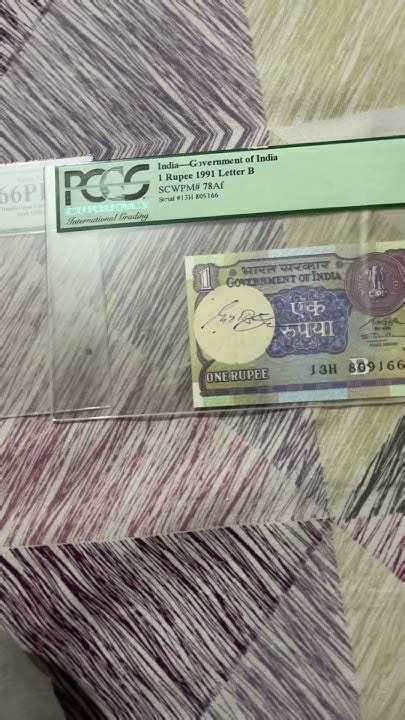 66P
PCGS
CURRENCY
International Grading
India—Government of India
1 Rupee 1991 Letter B
SCWPM# 78Af
Serial #13H 809166
1
भारत सरकार
GOVERNMENT OF INDIA
एक
रुपया
ONE RUPEE
B
13H 809166